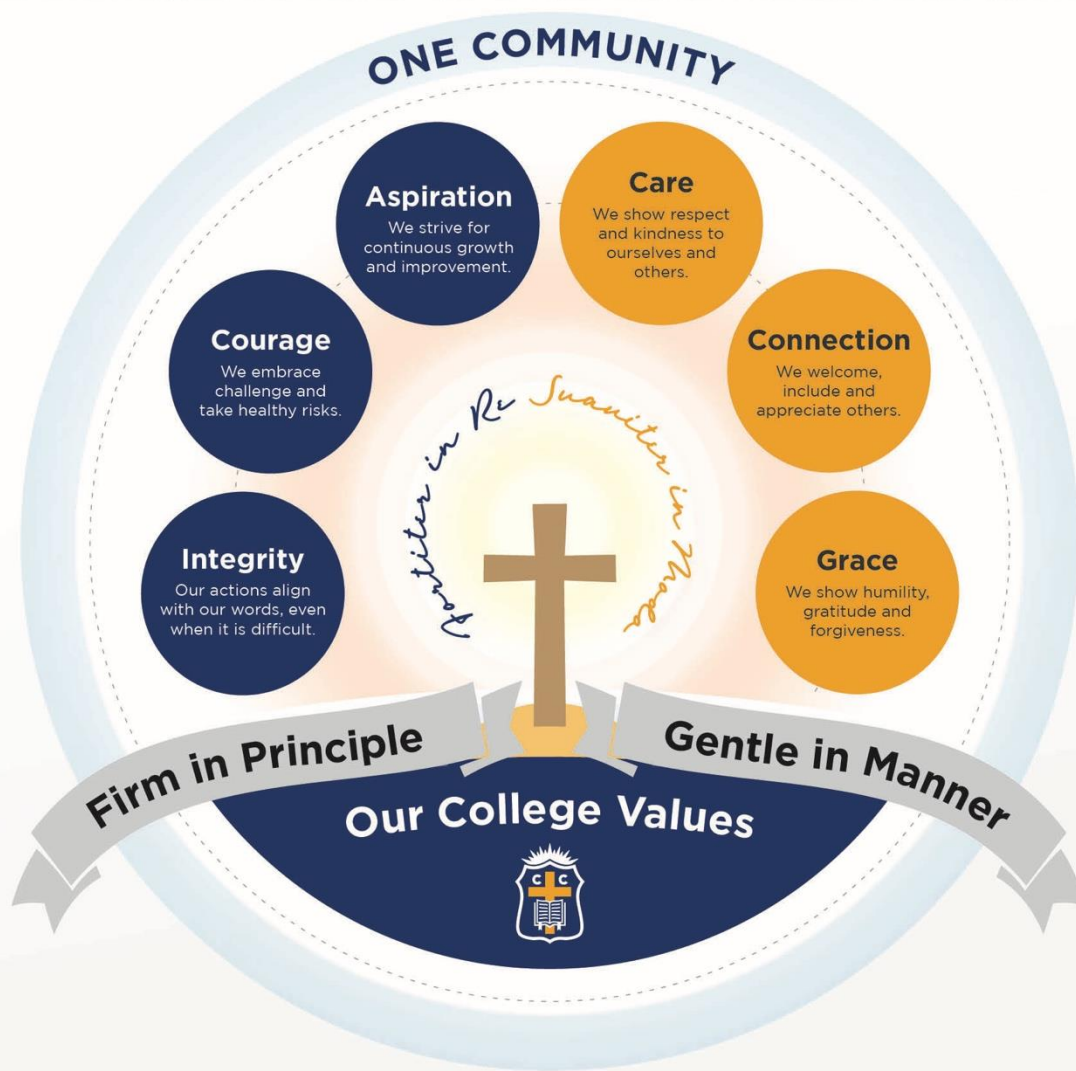 ONE COMMUNITY
Aspiration
We strive for
continuous growth
and improvement.
Care
We show respect
and kindness to
ourselves and
others.
Courage
We embrace
challenge and
take healthy risks.
Connection
We welcome,
include and
appreciate others.
Integrity
Our actions align
with our words, even
when it is difficult.
Grace
We show humility,
gratitude and
forgiveness.
Fortiter in Re Suaviter in Modo
Firm in Principle
Gentle in Manner
Our College Values
C C